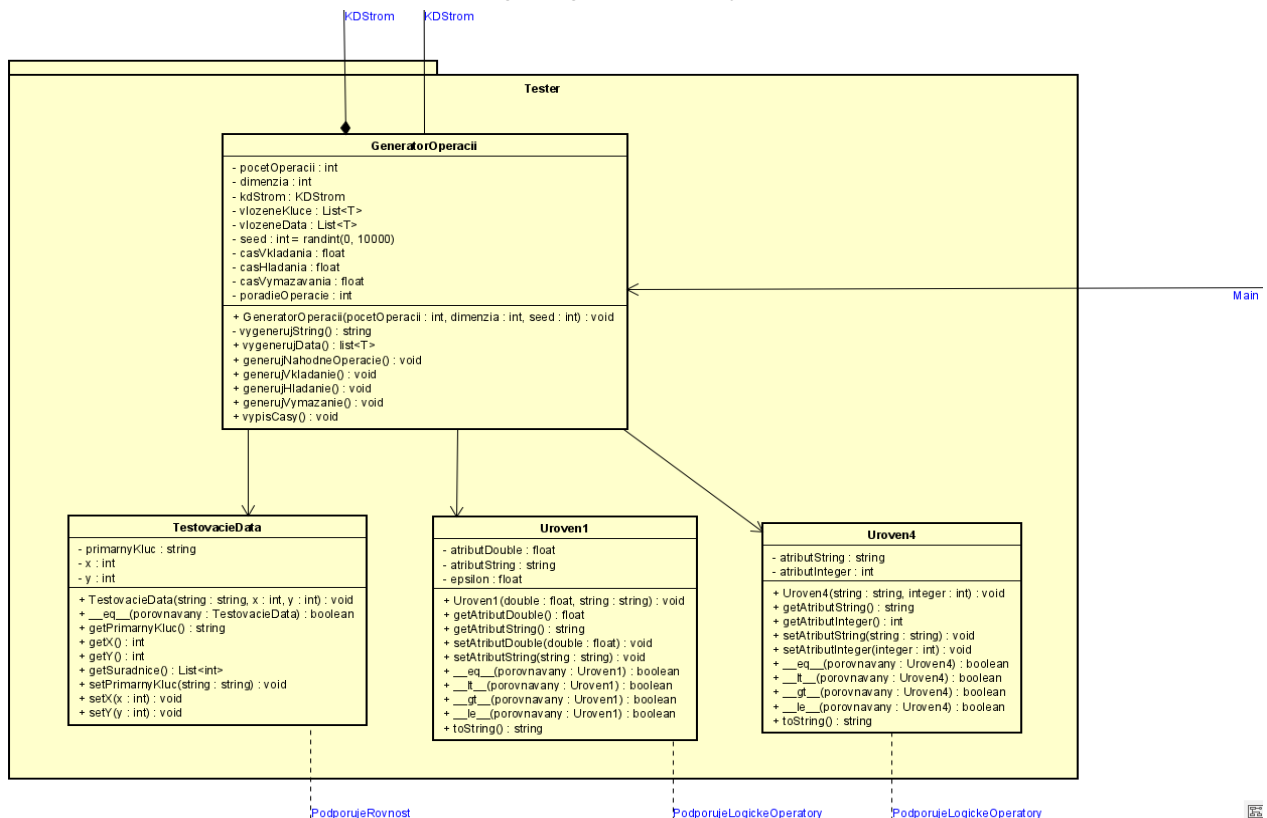 KDStrom
KDStrom
Tester
GeneratorOperacii
- pocetOperacii : int
- dimenzia : int
- kdStrom : KDStrom
- vlozeneKluce : List<T>
- vlozeneData : List<T>
- seed : int = randint(0, 10000)
- casVkladania : float
- casHladania : float
- casVymazavania : float
- poradieOperacie : int
+ GeneratorOperacii(pocetOperacii : int, dimenzia : int, seed : int) : void
- vygenerujString() : string
+ vygenerujData() : list<T>
+ generujNahodneOperacie() : void
+ generujVkladanie() : void
+ generujHladanie() : void
+ generujVymazanie() : void
+ vypisCasy() : void
Main
TestovacieData
- primarnyKluc : string
- x : int
- y : int
+ TestovacieData(string : string, x : int, y : int) : void
+ __eq__(porovnavany : TestovacieData) : boolean
+ getPrimarnyKluc() : string
+ getX() : int
+ getY() : int
+ getSuradnice() : List<int>
+ setPrimarnyKluc(string : string) : void
+ setX(x : int) : void
+ setY(y : int) : void
Uroven1
- atributDouble : float
- atributString : string
- epsilon : float
+ Uroven1(double : float, string : string) : void
+ getAtributDouble() : float
+ getAtributString() : string
+ setAtributDouble(double : float) : void
+ setAtributString(string : string) : void
+ __eq__(porovnavany : Uroven1) : boolean
+ __lt__(porovnavany : Uroven1) : boolean
+ __gt__(porovnavany : Uroven1) : boolean
+ __le__(porovnavany : Uroven1) : boolean
+ toString() : string
Uroven4
- atributString : string
- atributInteger : int
+ Uroven4(string : string, integer : int) : void
+ getAtributString() : string
+ getAtributInteger() : int
+ setAtributString(string : string) : void
+ setAtributInteger(integer : int) : void
+ __eq__(porovnavany : Uroven4) : boolean
+ __lt__(porovnavany : Uroven4) : boolean
+ __gt__(porovnavany : Uroven4) : boolean
+ __le__(porovnavany : Uroven4) : boolean
+ toString() : string
PodporujeRovnost
PodporujeLogickeOperatory
PodporujeLogickeOperatory